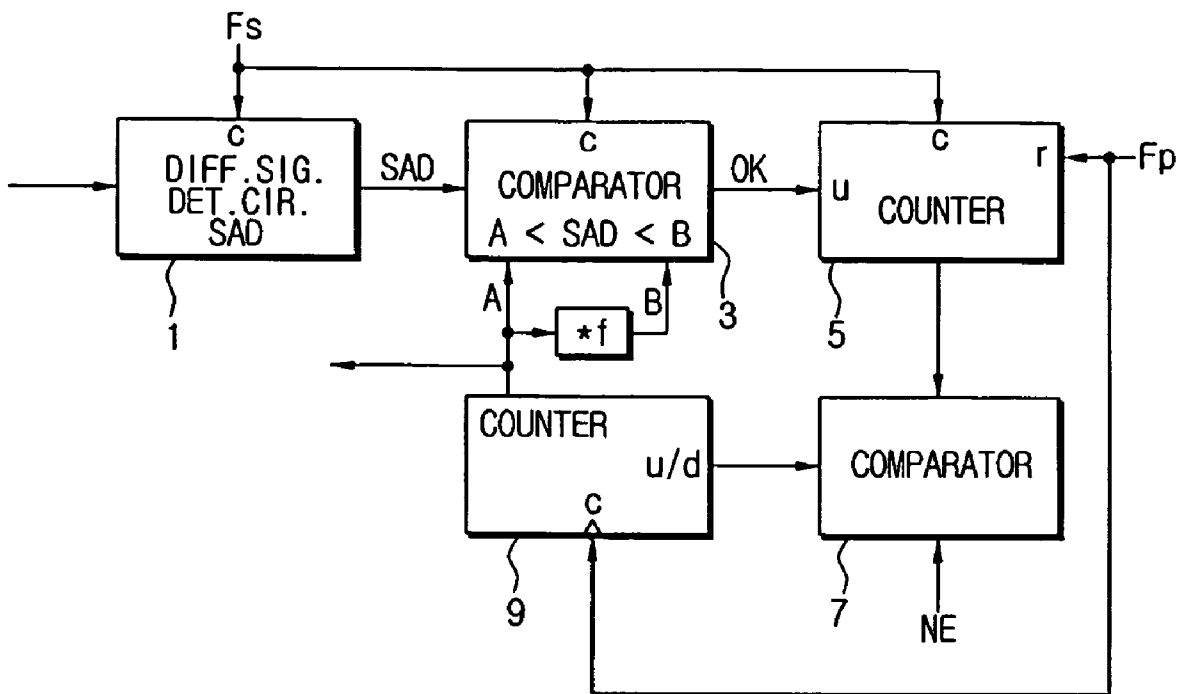 Fs
c
DIFF.SIG.
DET.CIR.
SAD
1
SAD
c
COMPARATOR
A < SAD < B
3
OK
c
r
u
COUNTER
5
Fp
A
*f
B
COUNTER
u/d
c
9
COMPARATOR
7
NE